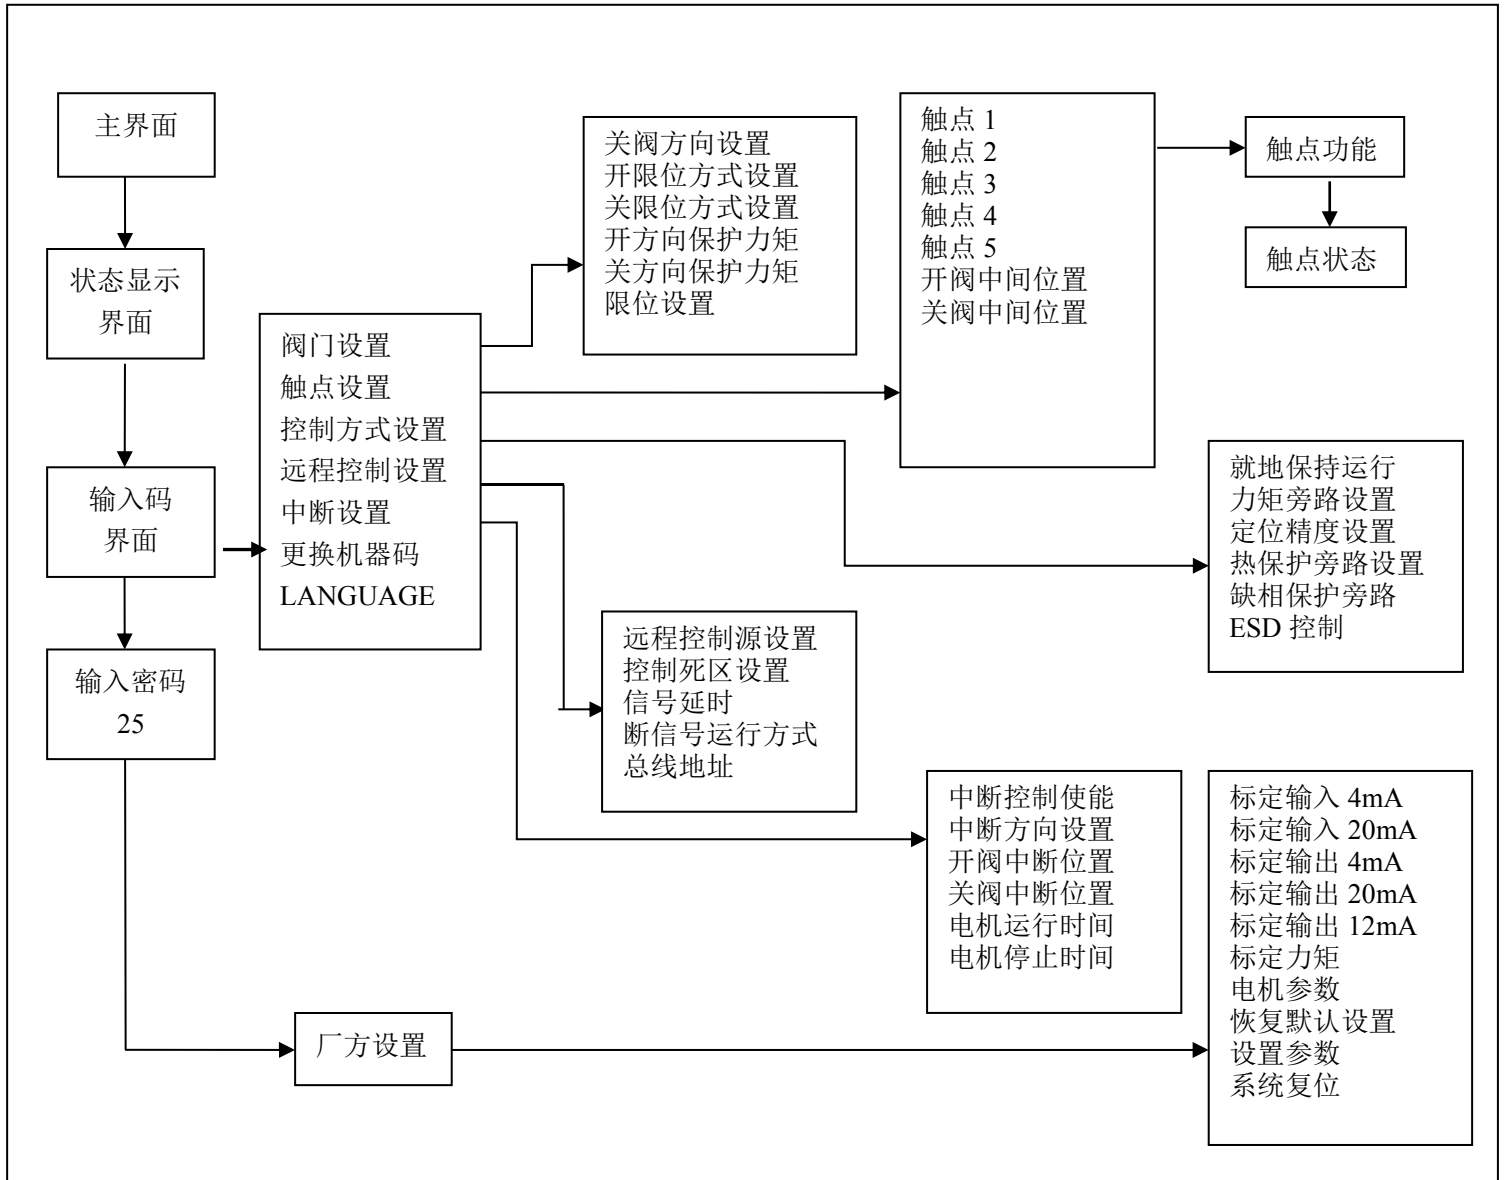 主界面
状态显示
界面
输入码
界面
输入密码
25
阀门设置
触点设置
控制方式设置
远程控制设置
中断设置
更换机器码
LANGUAGE
关阀方向设置
开限位方式设置
关限位方式设置
开方向保护力矩
关方向保护力矩
限位设置
触点 1
触点 2
触点 3
触点 4
触点 5
开阀中间位置
关阀中间位置
触点功能
触点状态
就地保持运行
力矩旁路设置
定位精度设置
热保护旁路设置
缺相保护旁路
ESD 控制
远程控制源设置
控制死区设置
信号延时
断信号运行方式
总线地址
中断控制使能
中断方向设置
开阀中断位置
关阀中断位置
电机运行时间
电机停止时间
厂方设置
标定输入 4mA
标定输入 20mA
标定输出 4mA
标定输出 20mA
标定输出 12mA
标定力矩
电机参数
恢复默认设置
设置参数
系统复位